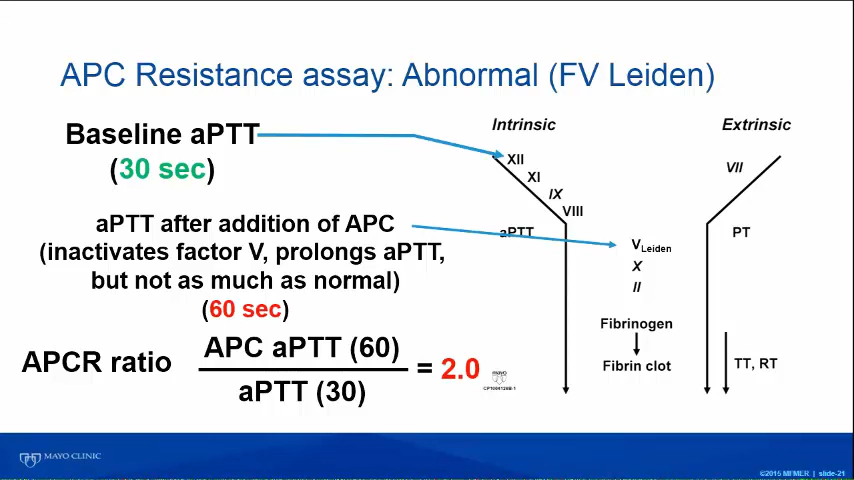 APC Resistance assay: Abnormal (FV Leiden)
Baseline aPTT
(30 sec)
aPTT after addition of APC
(inactivates factor V, prolongs aPTT,
but not as much as normal)
(60 sec)
APCR ratio
APC aPTT (60)
aPTT (30)
= 2.0
Intrinsic
Extrinsic
XII
XI
IX
VIII
VII
aPTT
PT
VLeiden
X
II
Fibrinogen
Fibrin clot
TT, RT
MAYO
MAYO CLINIC
©2015 MFMER | slide-21